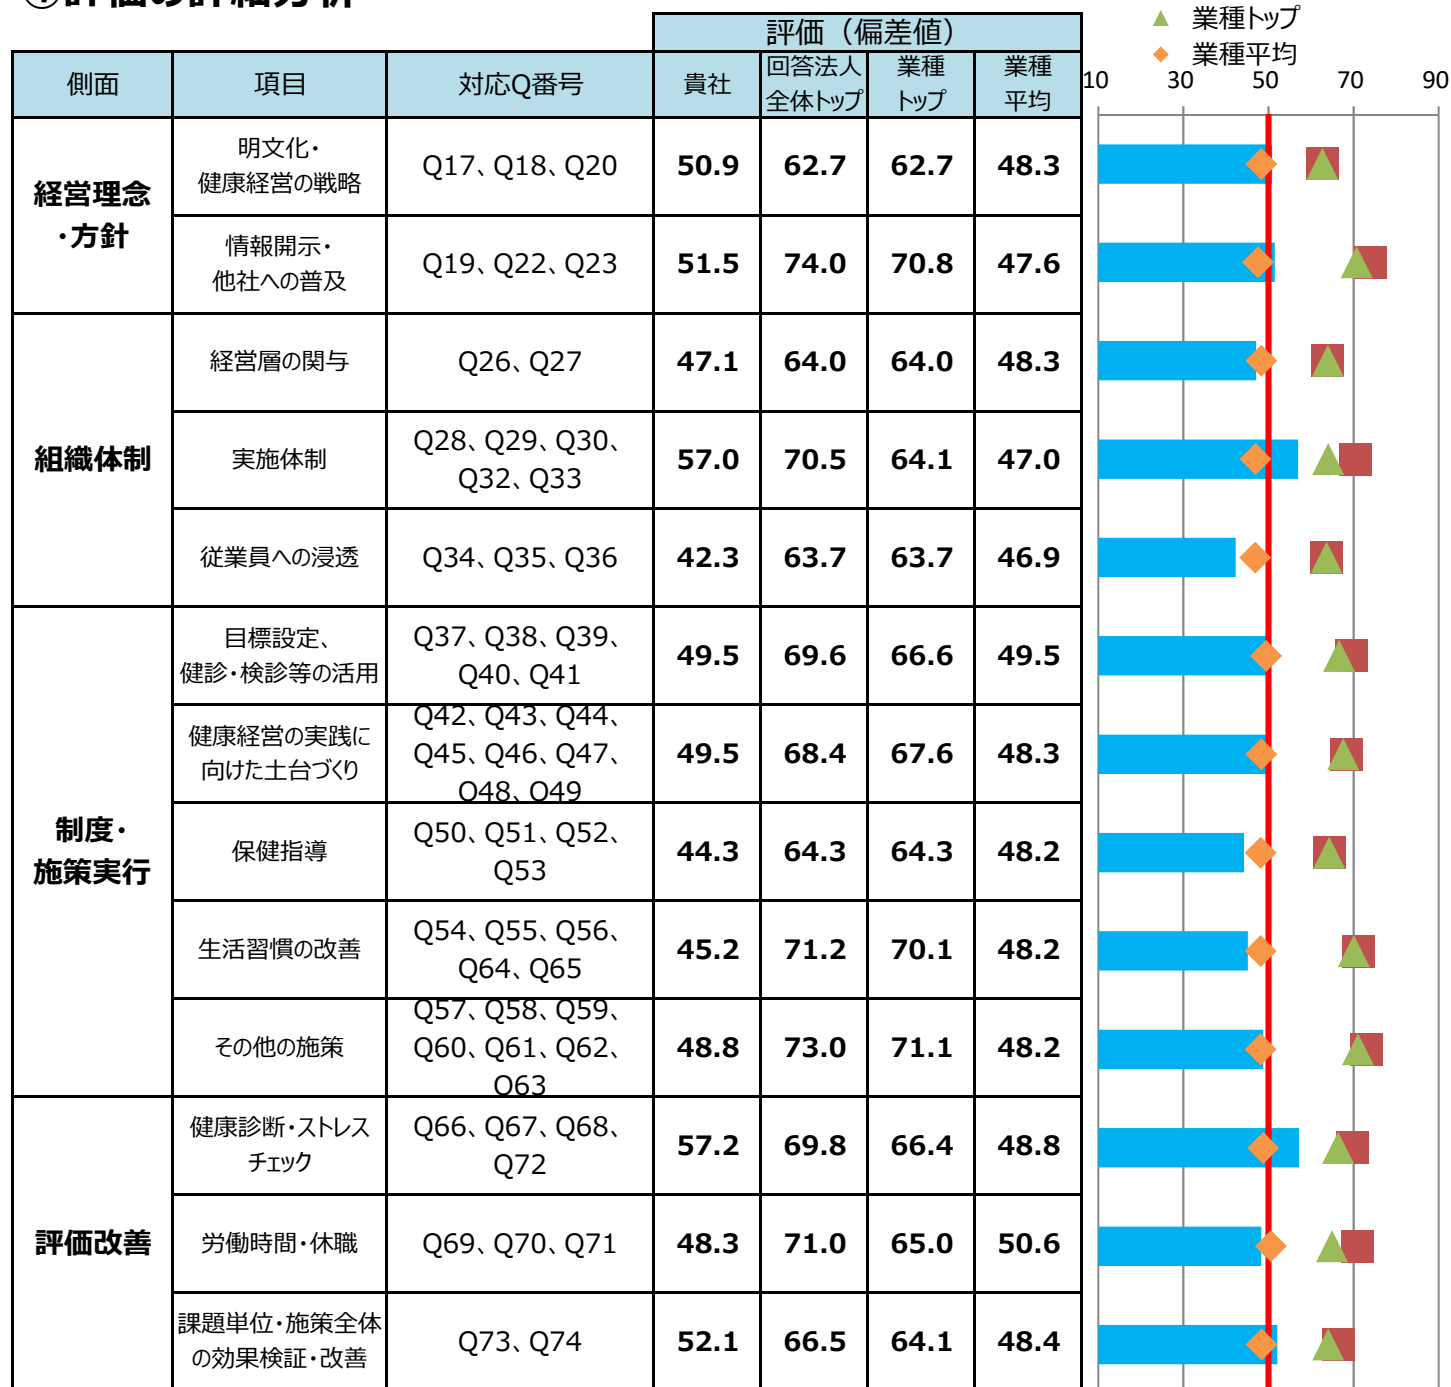 ①評価の詳細分析
▲ 業種トップ
◆ 業種平均
評価（偏差値）
側面 項目 対応Q番号 貴社 回答法人 業種 業種
全体トップ トップ 平均
10 30 50 70 90
経営理念
・方針
明文化・
健康経営の戦略
Q17、Q18、Q20 50.9 62.7 62.7 48.3
情報開示・
他社への普及
Q19、Q22、Q23 51.5 74.0 70.8 47.6
組織体制
経営層の関与 Q26、Q27 47.1 64.0 64.0 48.3
実施体制
Q28、Q29、Q30、
Q32、Q33
57.0 70.5 64.1 47.0
従業員への浸透 Q34、Q35、Q36 42.3 63.7 63.7 46.9
制度・
施策実行
目標設定、
健診・検診等の活用
Q37、Q38、Q39、
Q40、Q41
49.5 69.6 66.6 49.5
健康経営の実践に
向けた土台づくり
Q42、Q43、Q44、
Q45、Q46、Q47、
Q48、Q49
49.5 68.4 67.6 48.3
保健指導
Q50、Q51、Q52、
Q53
44.3 64.3 64.3 48.2
生活習慣の改善
Q54、Q55、Q56、
Q64、Q65
45.2 71.2 70.1 48.2
その他の施策
Q57、Q58、Q59、
Q60、Q61、Q62、
Q63
48.8 73.0 71.1 48.2
評価改善
健康診断・ストレス
チェック
Q66、Q67、Q68、
Q72
57.2 69.8 66.4 48.8
労働時間・休職 Q69、Q70、Q71 48.3 71.0 65.0 50.6
課題単位・施策全体
の効果検証・改善
Q73、Q74 52.1 66.5 64.1 48.4